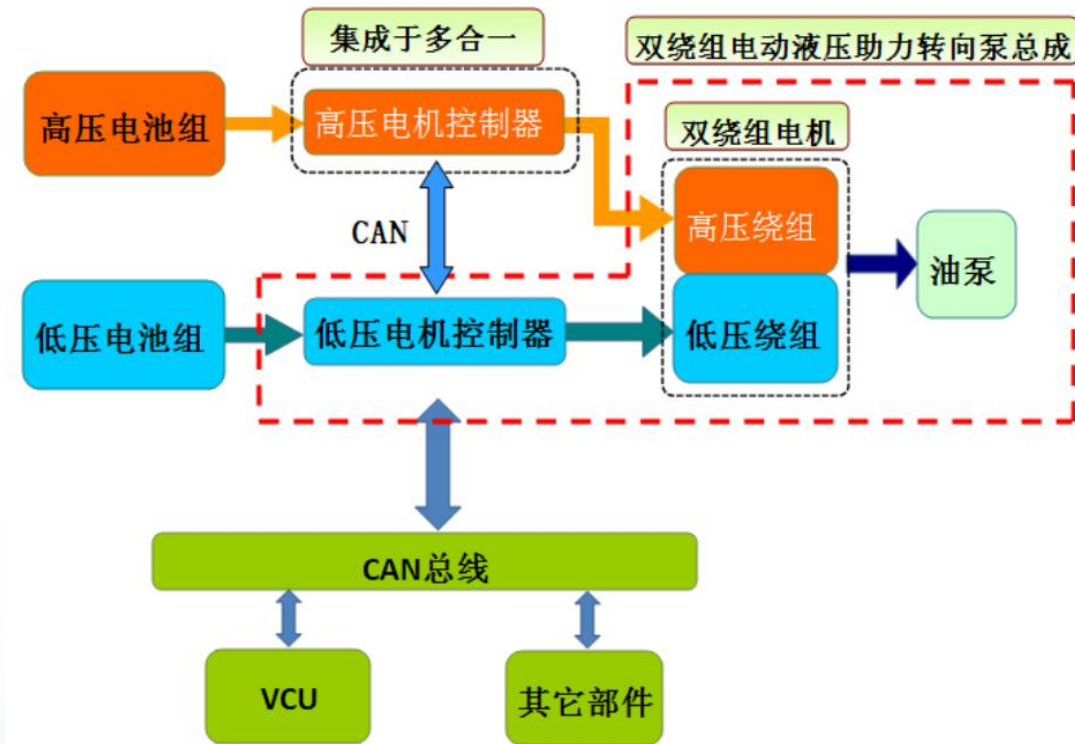 集成于多合一
双绕组电动液压助力转向泵总成
高压电池组
高压电机控制器
双绕组电机
高压绕组
CAN
油泵
低压电池组
低压电机控制器
低压绕组
CAN总线
VCU
其它部件